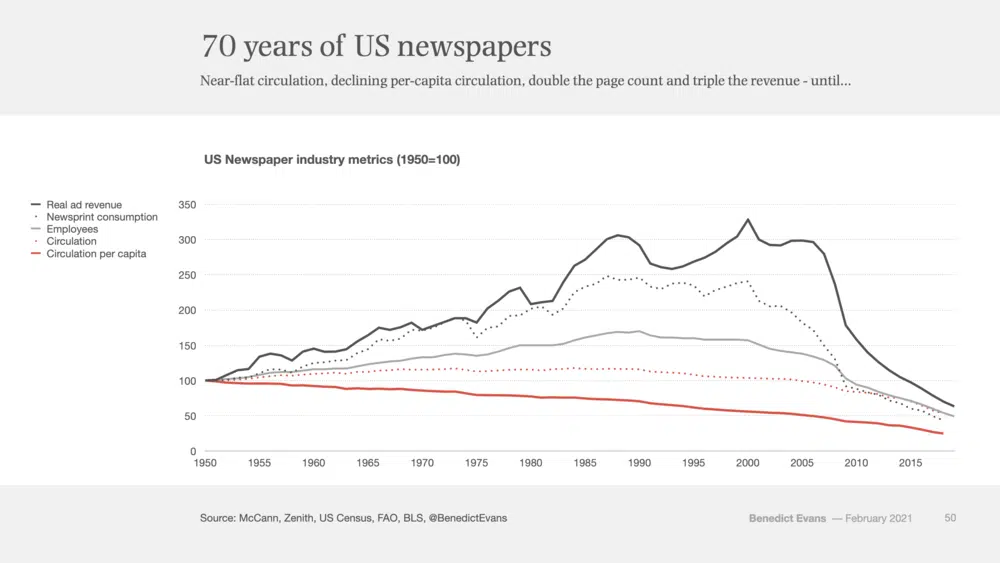 70 years of US newspapers
Near-flat circulation, declining per-capita circulation, double the page count and triple the revenue - until...
US Newspaper industry metrics (1950=100)
Real ad revenue
Newsprint consumption
Employees
Circulation
Circulation per capita
350
300
250
200
150
100
50
0
1950 1955 1960 1965 1970 1975 1980 1985 1990 1995 2000 2005 2010 2015
Source: McCann, Zenith, US Census, FAO, BLS, @BenedictEvans
Benedict Evans — February 2021 50